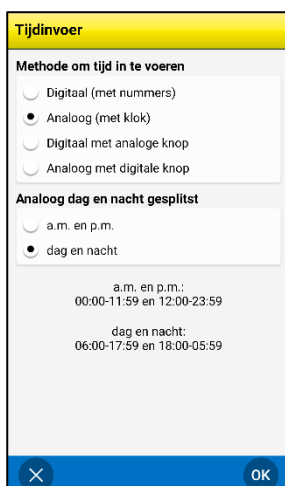 Tijdinvoer
Methode om tijd in te voeren
Digitaal (met nummers)
Analoog (met klok)
Digitaal met analoge knop
Analoog met digitale knop
Analoog dag en nacht gesplitst
a.m. en p.m.
dag en nacht
a.m. en p.m.:
00:00-11:59 en 12:00-23:59
dag en nacht:
06:00-17:59 en 18:00-05:59
OK